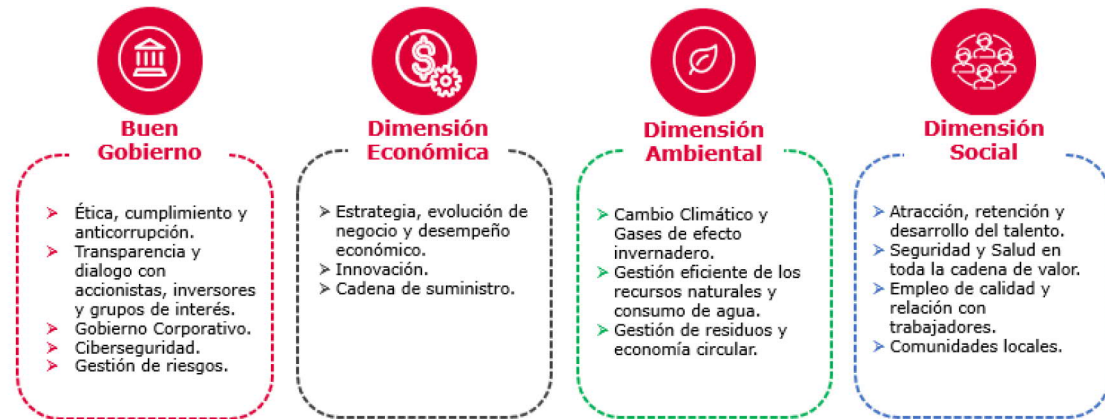 Buen
Gobierno
Ética, cumplimiento y
anticorrupción.
Transparencia y
dialogo con
accionistas, inversores
y grupos de interés.
Gobierno Corporativo.
Ciberseguridad.
Gestión de riesgos.
Dimensión
Económica
Estrategia, evolución de
negocio y desempeño
económico.
Innovación.
Cadena de suministro.
Dimensión
Ambiental
Cambio Climático y
Gases de efecto
invernadero.
Gestión eficiente de los
recursos naturales y
consumo de agua.
Gestión de residuos y
economía circular.
Dimensión
Social
Atracción, retención y
desarrollo del talento.
Seguridad y Salud en
toda la cadena de valor.
Empleo de calidad y
relación con
trabajadores.
Comunidades locales.